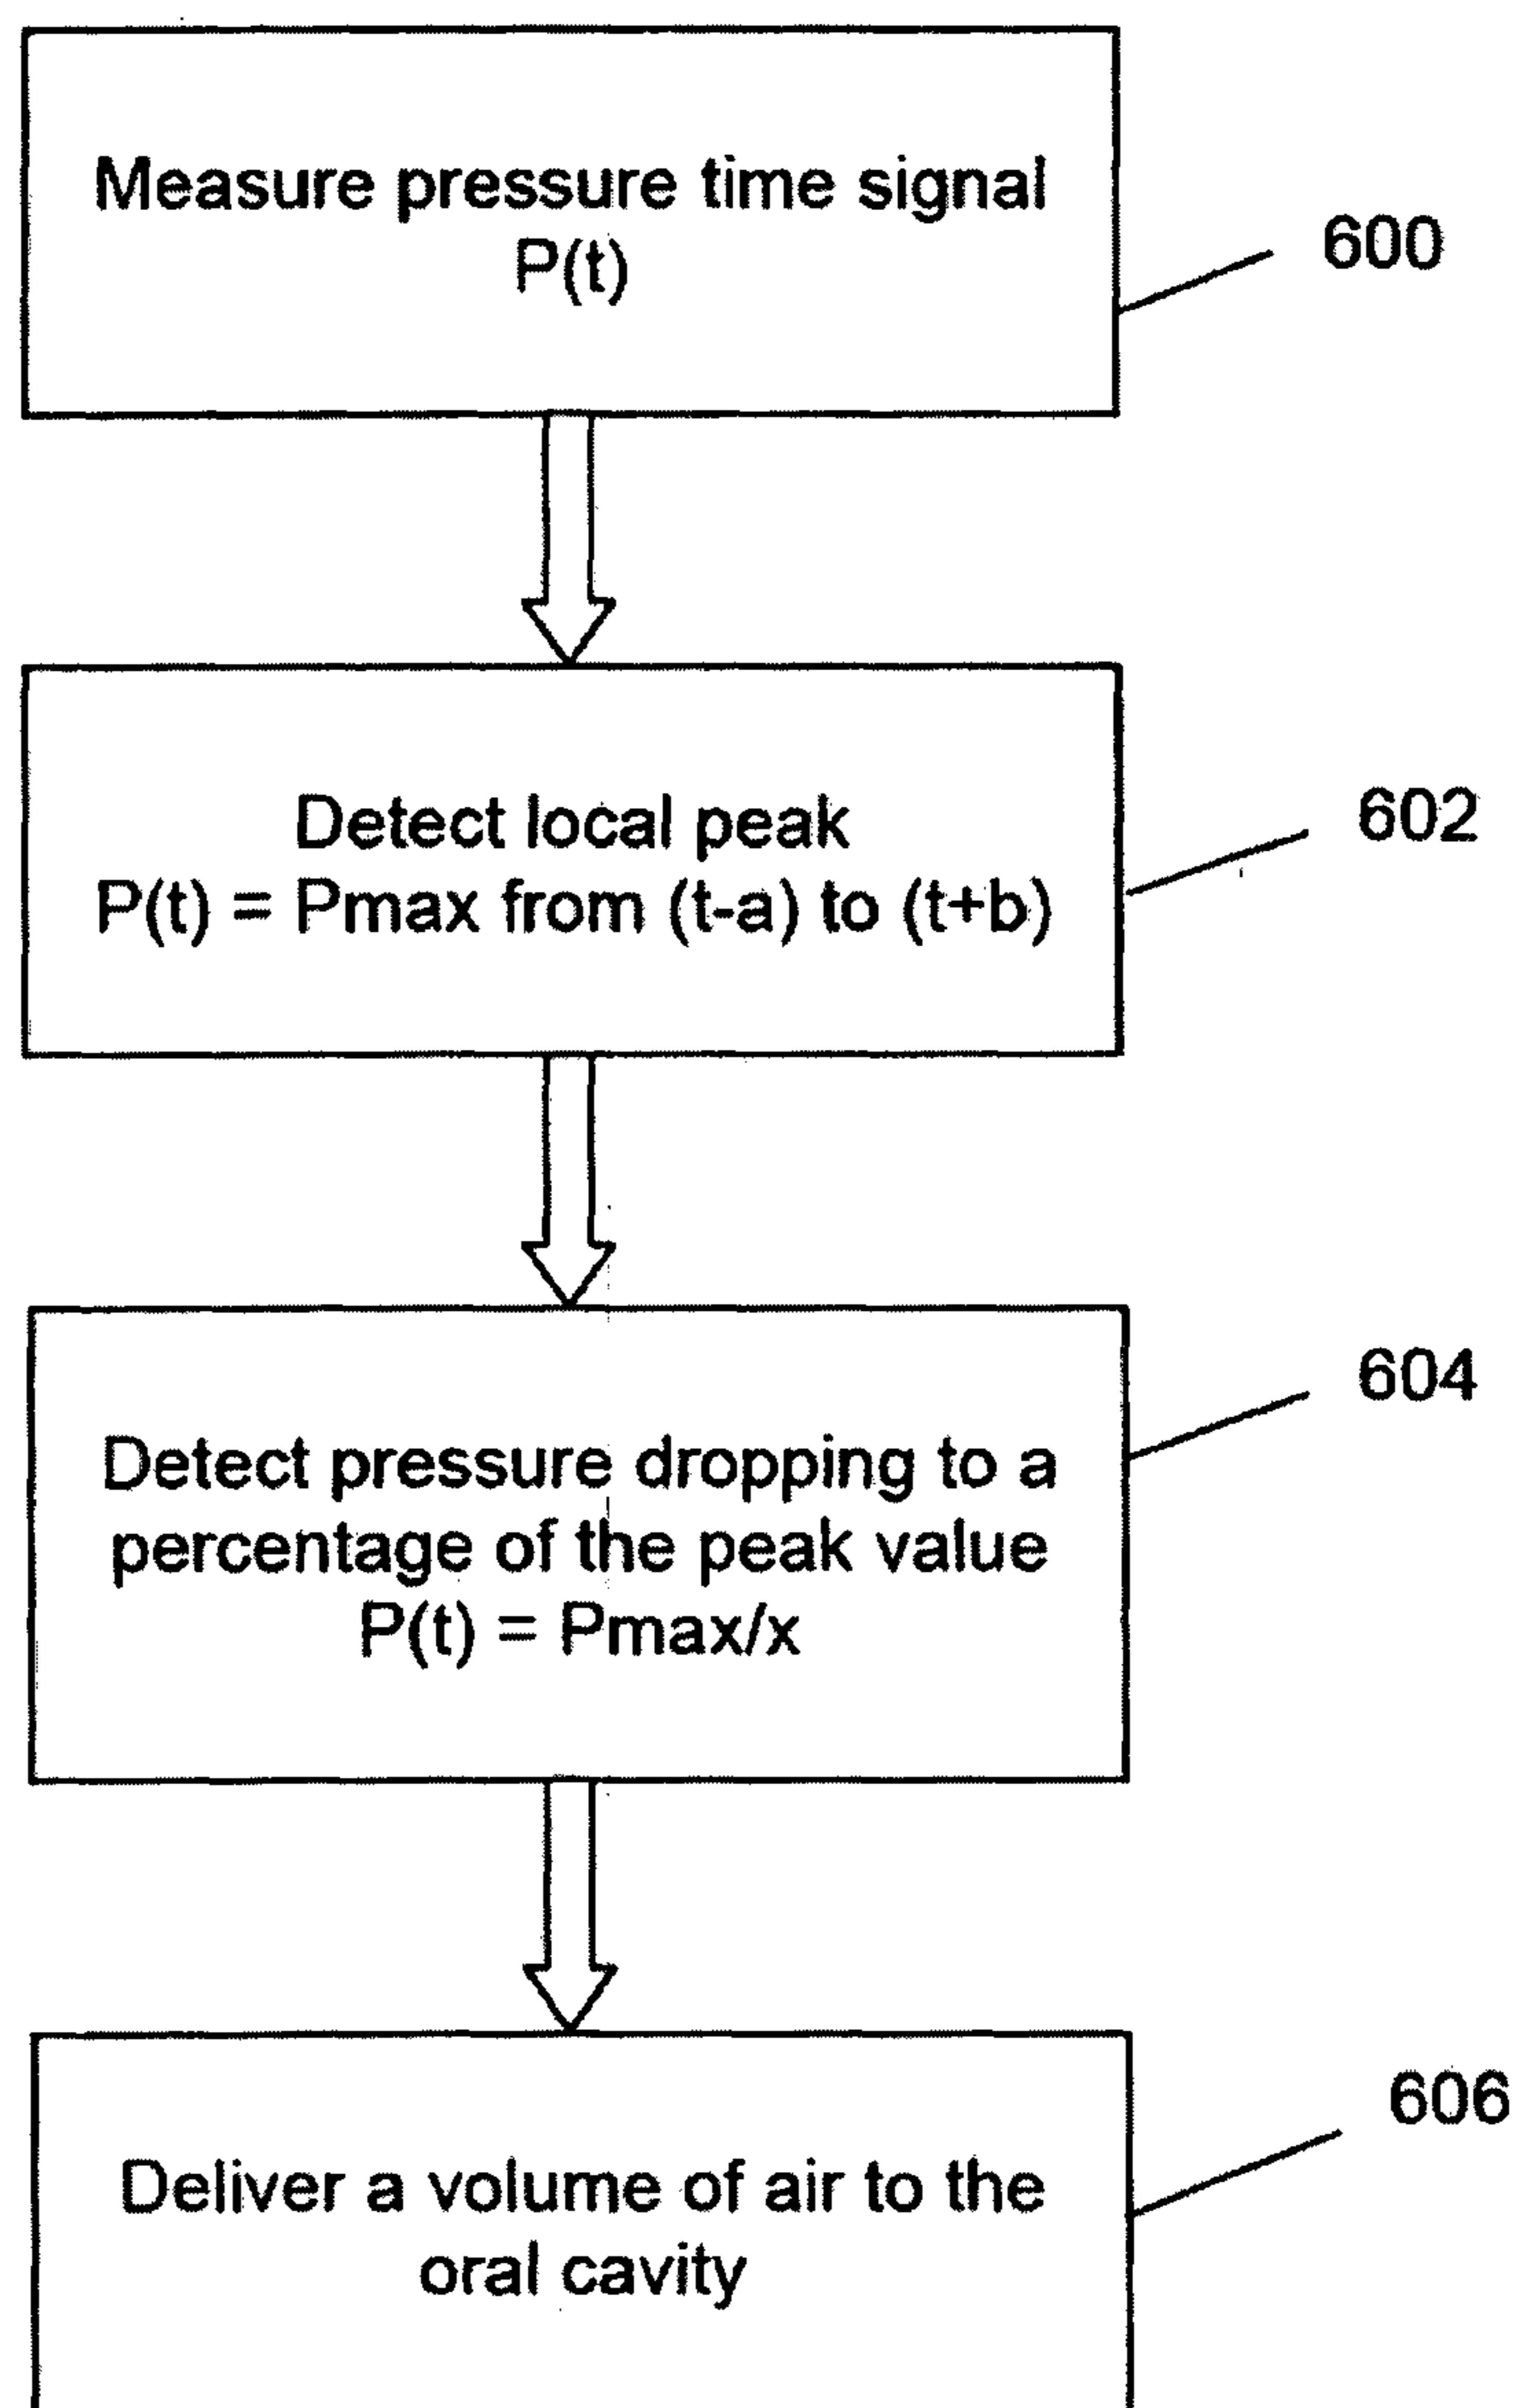 Measure pressure time signal
P(t)
600
Detect local peak
P(t) = Pmax from (t-a) to (t+b)
602
Detect pressure dropping to a
percentage of the peak value
P(t) = Pmax/x
604
Deliver a volume of air to the
oral cavity
606